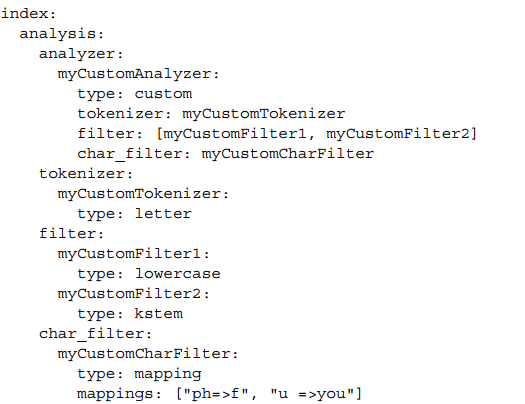 index:
  analysis:
    analyzer:
      myCustomAnalyzer:
        type: custom
        tokenizer: myCustomTokenizer
        filter: [myCustomFilter1, myCustomFilter2]
        char_filter: myCustomCharFilter
    tokenizer:
      myCustomTokenizer:
        type: letter
    filter:
      myCustomFilter1:
        type: lowercase
      myCustomFilter2:
        type: kstem
    char_filter:
      myCustomCharFilter:
        type: mapping
        mappings: ["ph=>f", "u =>you"]